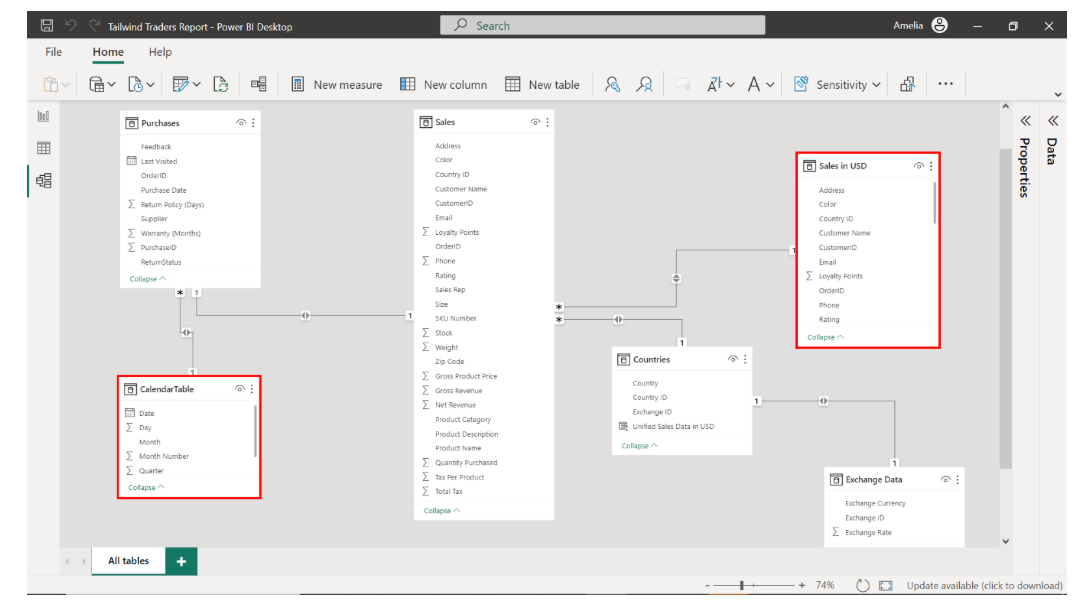 Tailwind Traders Report - Power BI Desktop
Search
Amelia
File Home Help
New measure New column New table Sensitivity
Purchases
Feedback
Last Visited
OrderID
Purchase Date
Return Policy (Days)
Supplier
Warranty (Months)
PurchaseID
ReturnStatus
Collapse
* 1
1
CalendarTable
Date
Day
Month
Month Number
Quarter
Collapse
Sales
Address
Color
Country ID
Customer Name
CustomerID
Email
Loyalty Points
OrderID
Phone
Rating
Sales Rep
Size
SKU Number
Stock
Weight
Zip Code
Gross Product Price
Gross Revenue
Net Revenue
Product Category
Product Description
Product Name
Quantity Purchased
Tax Per Product
Total Tax
Collapse
1
*
*
Sales in USD
Address
Color
Country ID
Customer Name
CustomerID
Email
Loyalty Points
OrderID
Phone
Rating
Collapse
1
1
Countries
Country
Country ID
Exchange ID
Unified Sales Data in USD
Collapse
1
1
Exchange Data
Exchange Currency
Exchange ID
Exchange Rate
Properties
Data
All tables
- + 74% Update available (click to download)